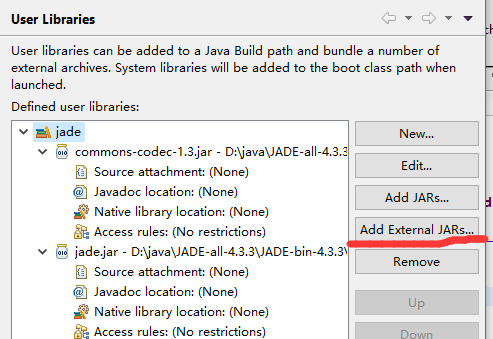 User Libraries
User libraries can be added to a Java Build path and bundle a number of
external archives. System libraries will be added to the boot class path when
launched.
Defined user libraries:
jade
New...
commons-codec-1.3.jar - D:\java\JADE-all-4.3.3
Edit...
Source attachment: (None)
Javadoc location: (None)
Add JARs...
Native library location: (None)
Access rules: (No restrictions)
Add External JARs...
jade.jar - D:\java\JADE-all-4.3.3\JADE-bin-4.3.3\
Remove
Source attachment: (None)
Javadoc location: (None)
Up
Native library location: (None)
Access rules: (No restrictions)
Down